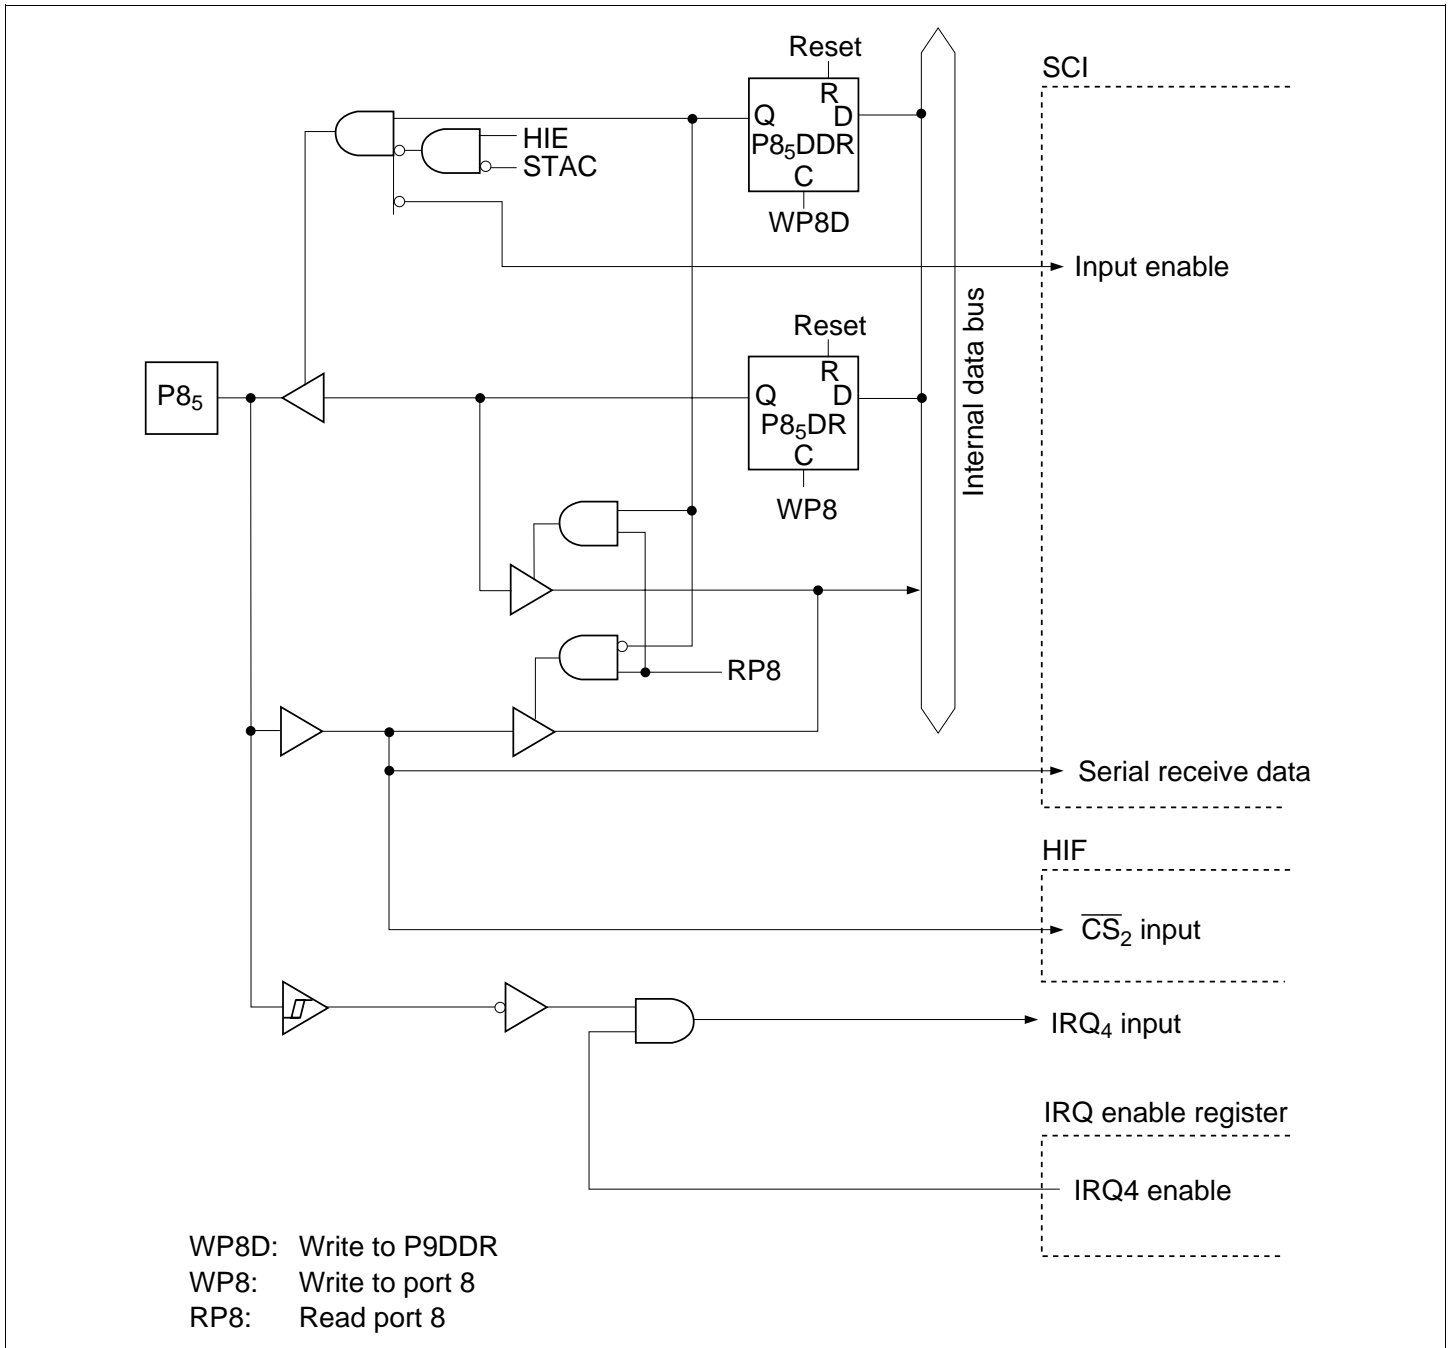 Reset
SCI
R
Q D
HIE
P8₅DDR
STAC
C
WP8D
Input enable
Internal data bus
Reset
R
P8₅
Q D
P8₅DR
C
WP8
RP8
Serial receive data
HIF
C̅S̅₂ input
IRQ₄ input
IRQ enable register
IRQ4 enable
WP8D: Write to P9DDR
WP8: Write to port 8
RP8: Read port 8